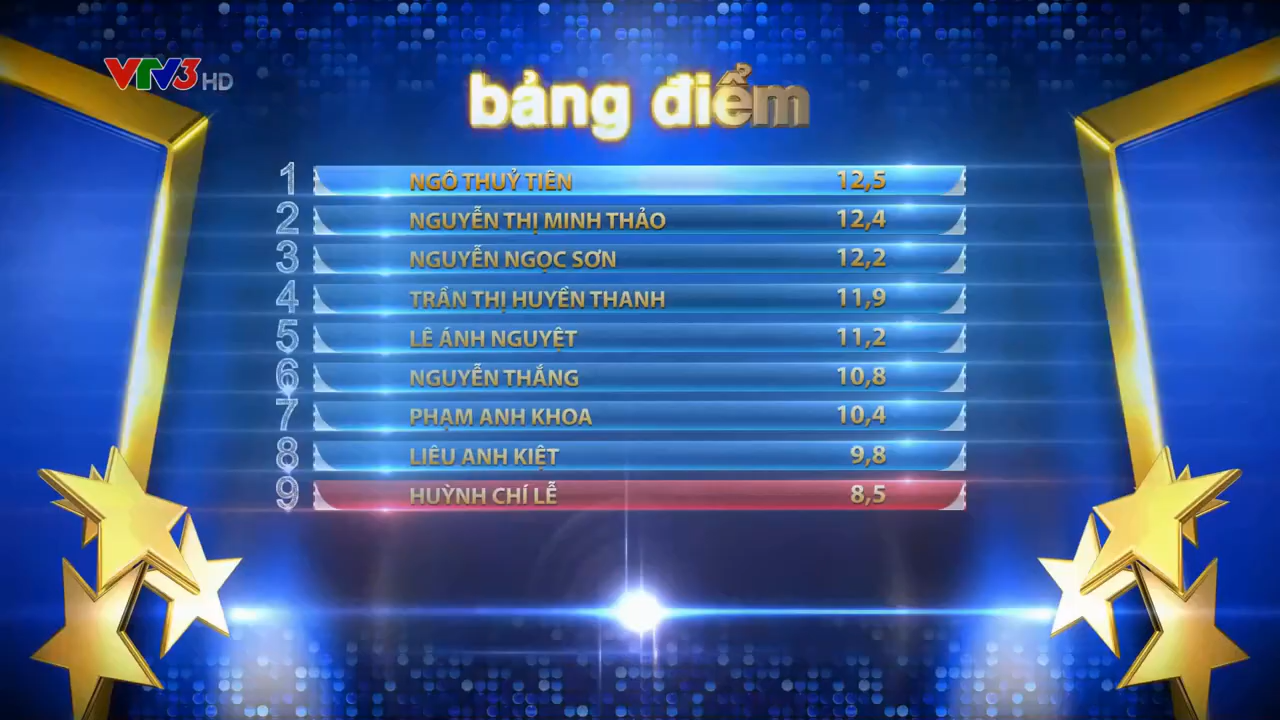 VTV3 HD
bảng điểm
1 NGÔ THUỶ TIÊN 12,5
2 NGUYỄN THỊ MINH THẢO 12,4
3 NGUYỄN NGỌC SƠN 12,2
4 TRẦN THỊ HUYỀN THANH 11,9
5 LÊ ÁNH NGUYỆT 11,2
6 NGUYỄN THẮNG 10,8
7 PHẠM ANH KHOA 10,4
8 LIÊU ANH KIỆT 9,8
9 HUỲNH CHÍ LỄ 8,5